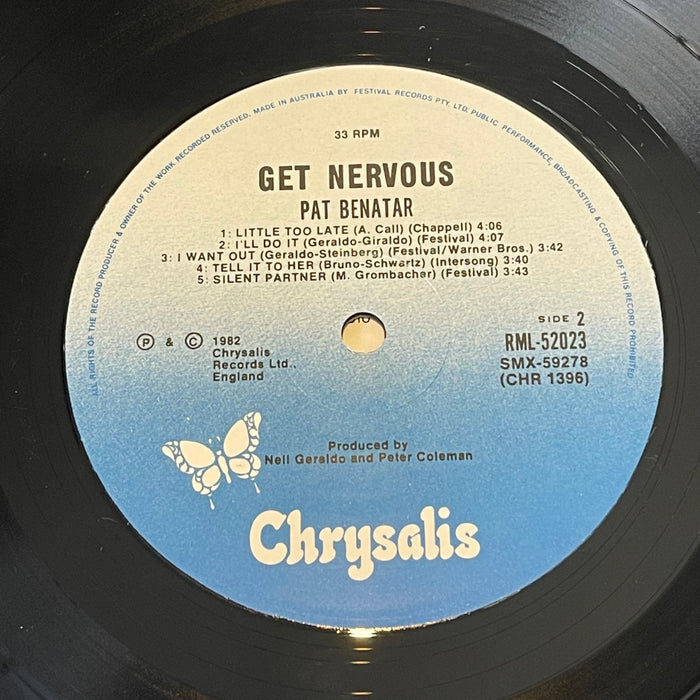 ALL RIGHTS OF THE RECORD PRODUCER & OWNER OF THE WORK RECORDED RESERVED. MADE IN AUSTRALIA BY FESTIVAL RECORDS PTY. LTD. PUBLIC PERFORMANCE, BROADCASTING & COPYING OF THIS RECORD PROHIBITED
33 RPM
GET NERVOUS
PAT BENATAR
1: LITTLE TOO LATE (A. Call) (Chappell) 4:06
2: I'LL DO IT (Geraldo-Giraldo) (Festival) 4:07
3: I WANT OUT (Geraldo-Steinberg) (Festival/Warner Bros.) 3:42
4: TELL IT TO HER (Bruno-Schwartz) (Intersong) 3:40
5: SILENT PARTNER (M. Grombacher) (Festival) 3:43
SIDE 2
Ⓟ & © 1982
RML-52023
Chrysalis
SMX-59278
Records Ltd.,
(CHR 1396)
England
Produced by
Neil Geraldo and Peter Coleman
Chrysalis